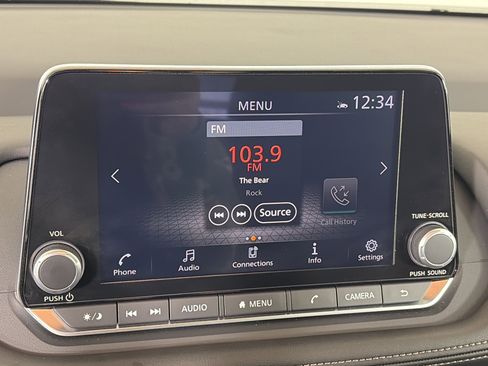 MENU
12:34
FM
103.9
FM
The Bear
Rock
Source
Call History
VOL
TUNE·SCROLL
Phone
Audio
Connections
Info
Settings
PUSH
PUSH SOUND
AUDIO
MENU
CAMERA